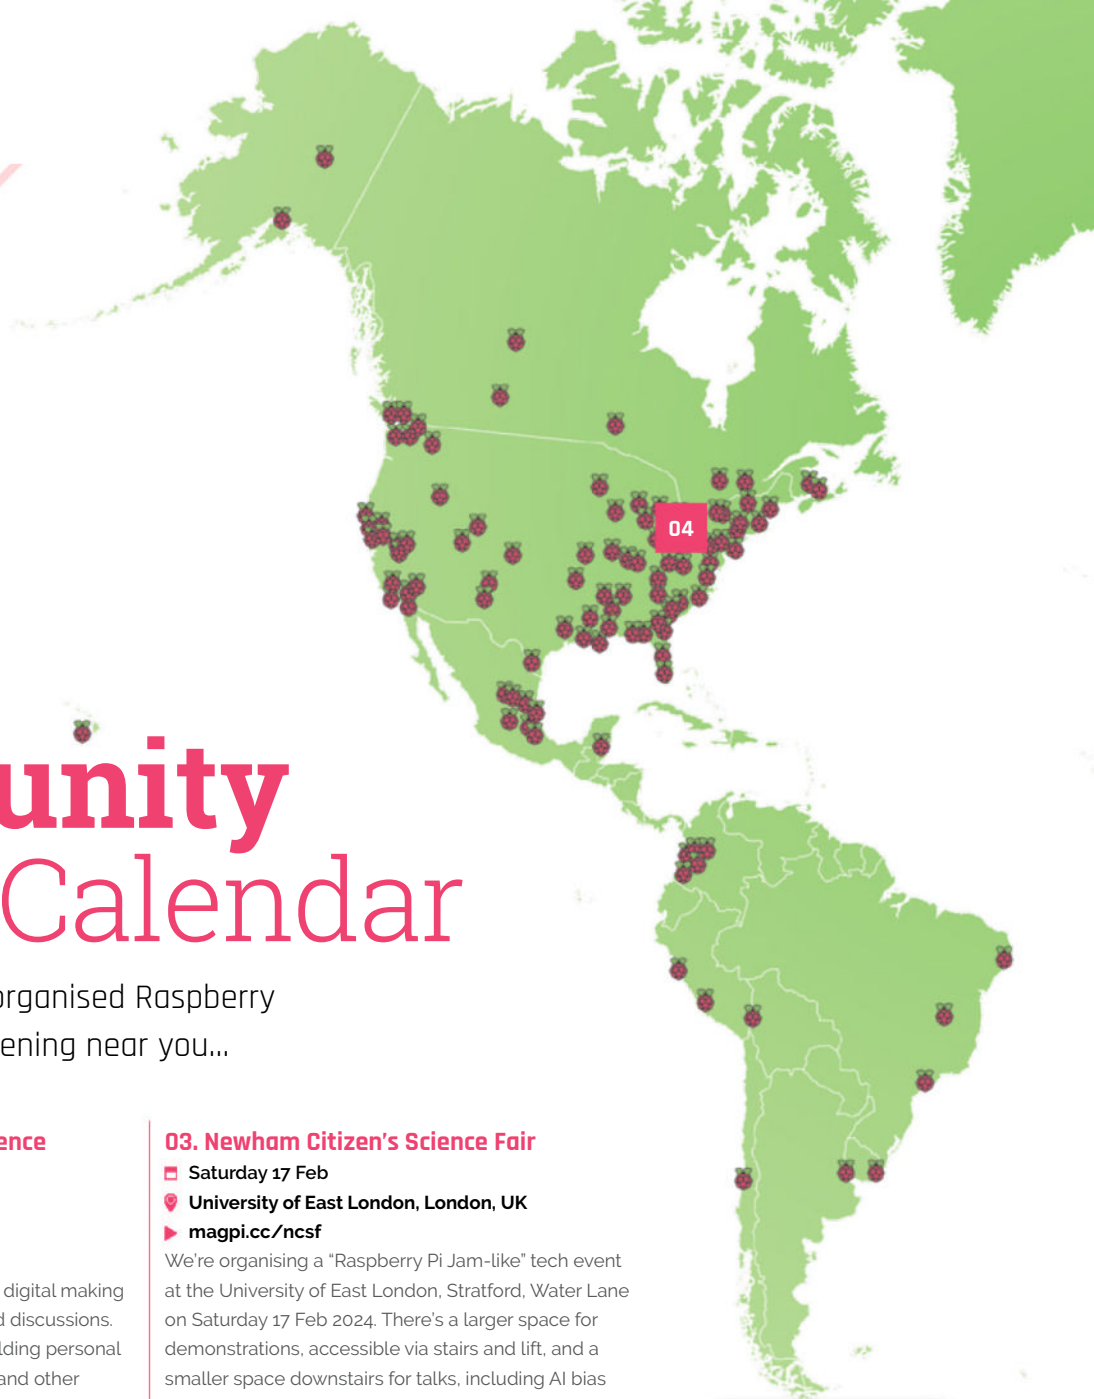 04
unity
Calendar
organised Raspberry
ening near you...
ence
digital making
d discussions.
lding personal
and other
03. Newham Citizen's Science Fair
Saturday 17 Feb
University of East London, London, UK
magpi.cc/ncsf
We're organising a “Raspberry Pi Jam-like” tech event
at the University of East London, Stratford, Water Lane
on Saturday 17 Feb 2024. There's a larger space for
demonstrations, accessible via stairs and lift, and a
smaller space downstairs for talks, including AI bias